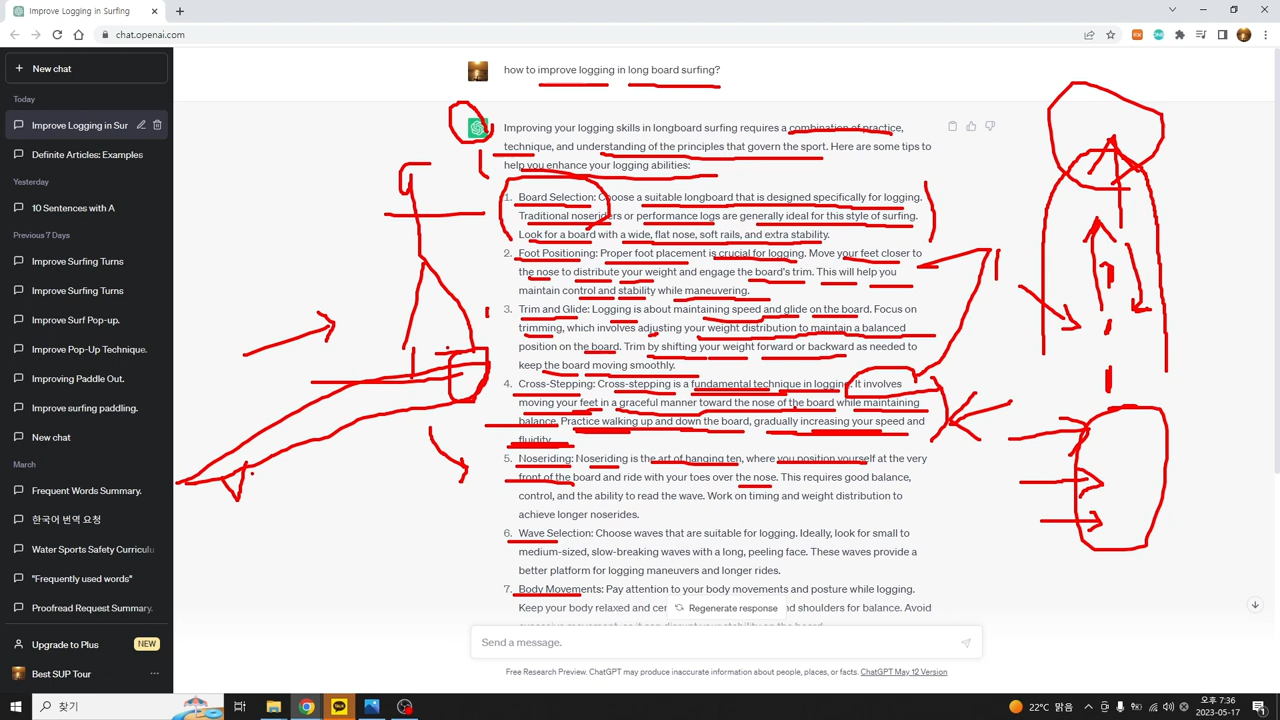 Improve Logging in Surfing
chat.openai.com
New chat
Today
Improve Logging in Sur
Definite Articles: Examples
Yesterday
10 Sentences with A
Previous 7 Days
Improve Surfing Turns
Improve Surfing Turns
Improve Surf Pop-up.
Improve Pop-Up Technique.
Improving Paddle Out.
Improve surfing paddling.
New chat
March
Frequent Words Summary.
한국어 번역 요청
Water Sports Safety Curriculu
"Frequently used words"
Proofread Request Summary.
Upgrade to Plus
NEW
Best SUP Tour
how to improve logging in long board surfing?
Improving your logging skills in longboard surfing requires a combination of practice,
technique, and understanding of the principles that govern the sport. Here are some tips to
help you enhance your logging abilities:
1. Board Selection: Choose a suitable longboard that is designed specifically for logging.
Traditional noseriders or performance logs are generally ideal for this style of surfing.
Look for a board with a wide, flat nose, soft rails, and extra stability.
2. Foot Positioning: Proper foot placement is crucial for logging. Move your feet closer to
the nose to distribute your weight and engage the board's trim. This will help you
maintain control and stability while maneuvering.
3. Trim and Glide: Logging is about maintaining speed and glide on the board. Focus on
trimming, which involves adjusting your weight distribution to maintain a balanced
position on the board. Trim by shifting your weight forward or backward as needed to
keep the board moving smoothly.
4. Cross-Stepping: Cross-stepping is a fundamental technique in logging. It involves
moving your feet in a graceful manner toward the nose of the board while maintaining
balance. Practice walking up and down the board, gradually increasing your speed and
fluidity.
5. Noseriding: Noseriding is the art of hanging ten, where you position yourself at the very
front of the board and ride with your toes over the nose. This requires good balance,
control, and the ability to read the wave. Work on timing and weight distribution to
achieve longer noserides.
6. Wave Selection: Choose waves that are suitable for logging. Ideally, look for small to
medium-sized, slow-breaking waves with a long, peeling face. These waves provide a
better platform for logging maneuvers and longer rides.
7. Body Movements: Pay attention to your body movements and posture while logging.
Keep your body relaxed and cen
Regenerate response
nd shoulders for balance. Avoid
Send a message.
Free Research Preview. ChatGPT may produce inaccurate information about people, places, or facts. ChatGPT May 12 Version
찾기
22°C 맑음
오후 7:36
2023-05-17